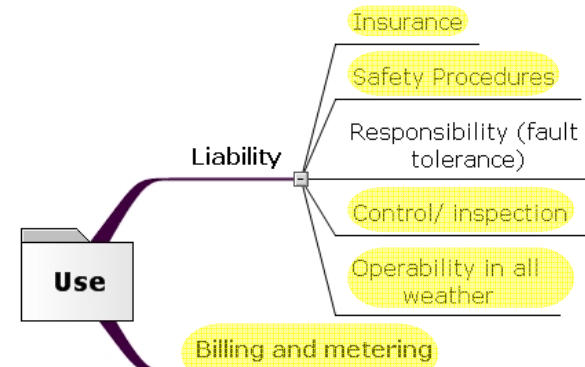 Insurance
Safety Procedures
Responsibility (fault
tolerance)
Liability
Control/ inspection
Operability in all
weather
Use
Billing and metering